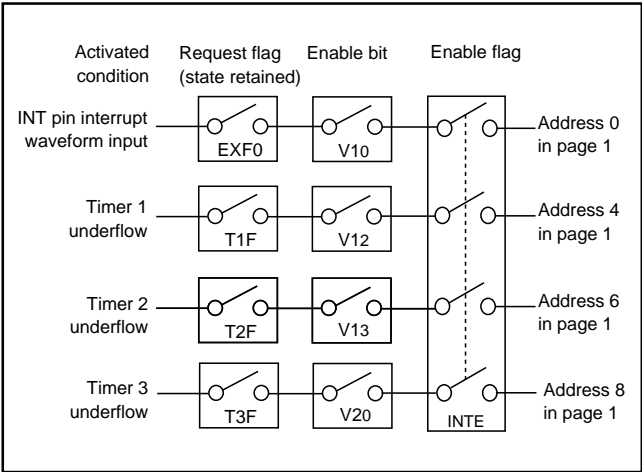 Activated
condition
Request flag
(state retained)
Enable bit
Enable flag
INT pin interrupt
waveform input
EXF0
V10
Address 0
in page 1
Timer 1
underflow
T1F
V12
Address 4
in page 1
Timer 2
underflow
T2F
V13
Address 6
in page 1
Timer 3
underflow
T3F
V20
INTE
Address 8
in page 1